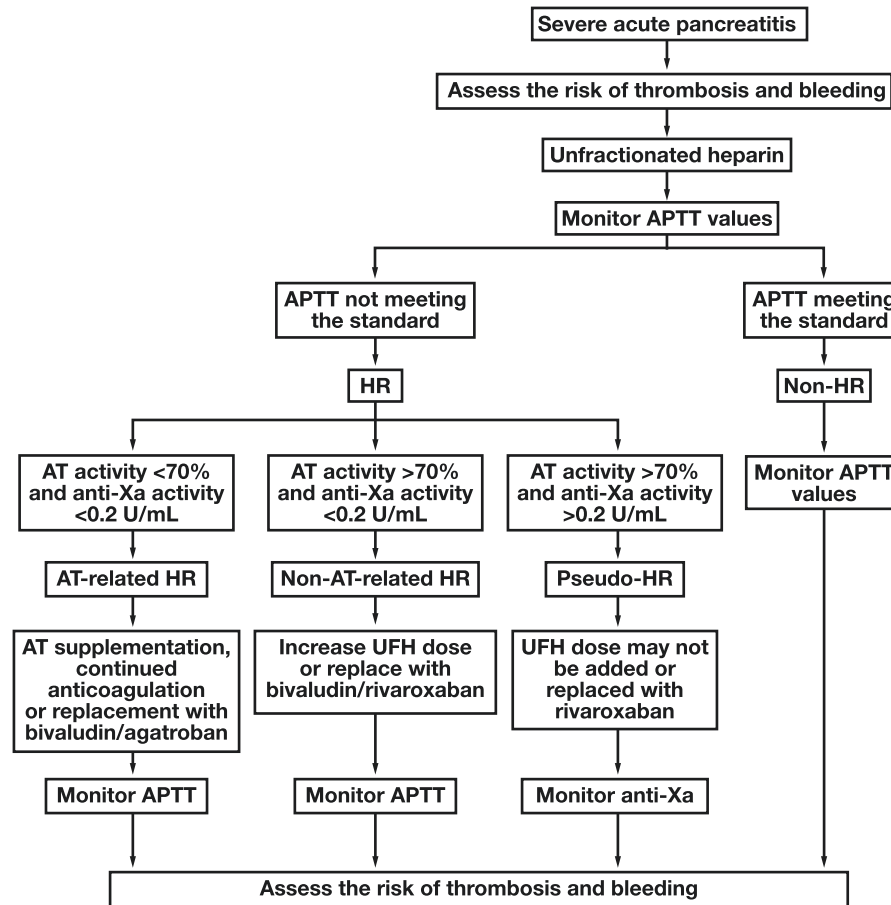 Severe acute pancreatitis
Assess the risk of thrombosis and bleeding
Unfractionated heparin
Monitor APTT values
APTT not meeting
the standard
APTT meeting
the standard
HR
Non-HR
AT activity <70%
and anti-Xa activity
<0.2 U/mL
AT activity >70%
and anti-Xa activity
<0.2 U/mL
AT activity >70%
and anti-Xa activity
>0.2 U/mL
Monitor APTT
values
AT-related HR
Non-AT-related HR
Pseudo-HR
AT supplementation,
continued
anticoagulation
or replacement with
bivaludin/agatroban
Increase UFH dose
or replace with
bivaludin/rivaroxaban
UFH dose may not
be added or
replaced with
rivaroxaban
Monitor APTT
Monitor APTT
Monitor anti-Xa
Assess the risk of thrombosis and bleeding